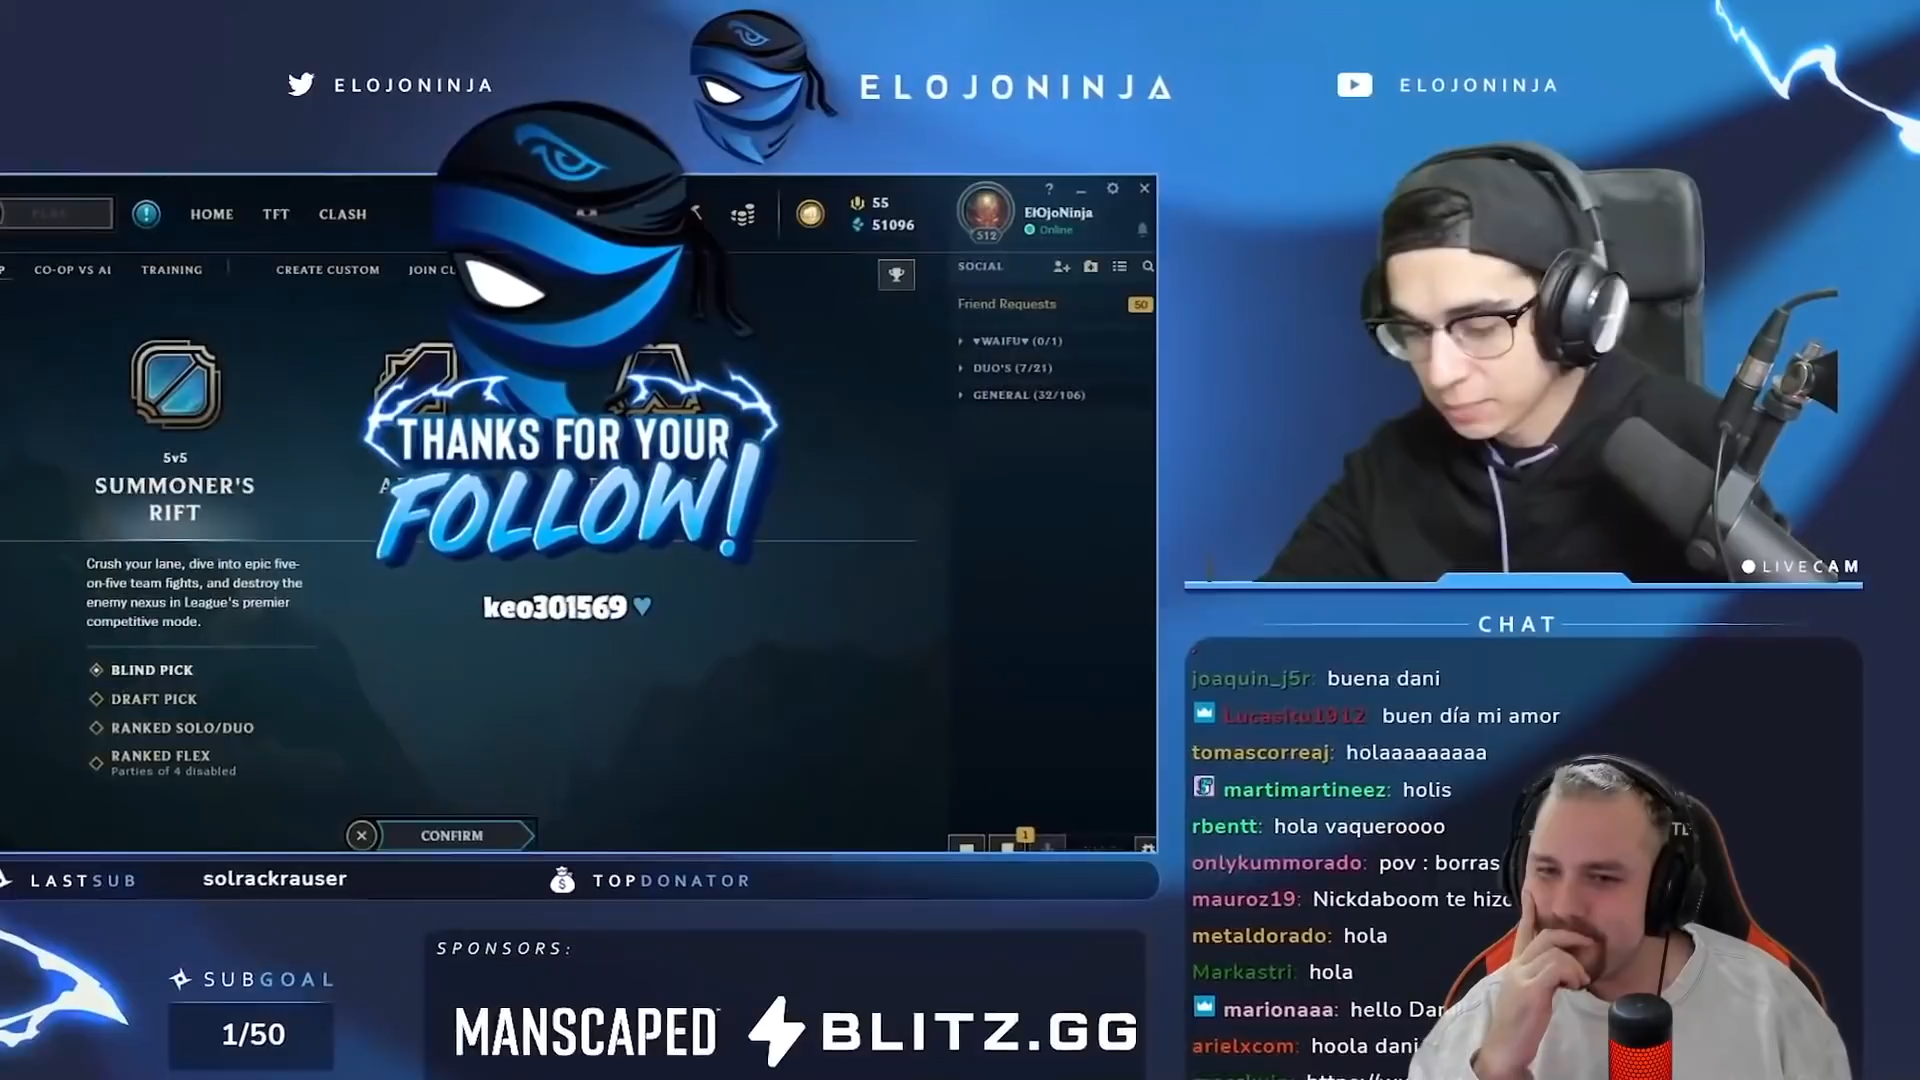 ELOJONINJA
ELOJONINJA
ELOJONINJA
HOME
TFT
CLASH
55
51096
512
?
ElOjoNinja
Online
CO-OP VS AI
TRAINING
CREATE CUSTOM
JOIN CU
SOCIAL
Friend Requests
50
♥WAIFU♥ (0/1)
DUO'S (7/21)
GENERAL (32/106)
5v5
SUMMONER'S
RIFT
THANKS FOR YOUR
FOLLOW!
keo301569
Crush your lane, dive into epic five-
on-five team fights, and destroy the
enemy nexus in League's premier
competitive mode.
BLIND PICK
DRAFT PICK
RANKED SOLO/DUO
RANKED FLEX
Parties of 4 disabled
CONFIRM
1
LIVECAM
CHAT
joaquin_j5r: buena dani
Lucasitu1912 buen día mi amor
tomascorreaj: holaaaaaaaaa
martimartineez: holis
rbentt: hola vaqueroooo
onlykummorado: pov : borras
mauroz19: Nickdaboom te hizo
metaldorado: hola
Markastri: hola
marionaaa: hello Dan
arielxcom: hoola dani
LASTSUB
solrackrauser
TOPDONATOR
SUBGOAL
1/50
SPONSORS:
MANSCAPED
BLITZ.GG